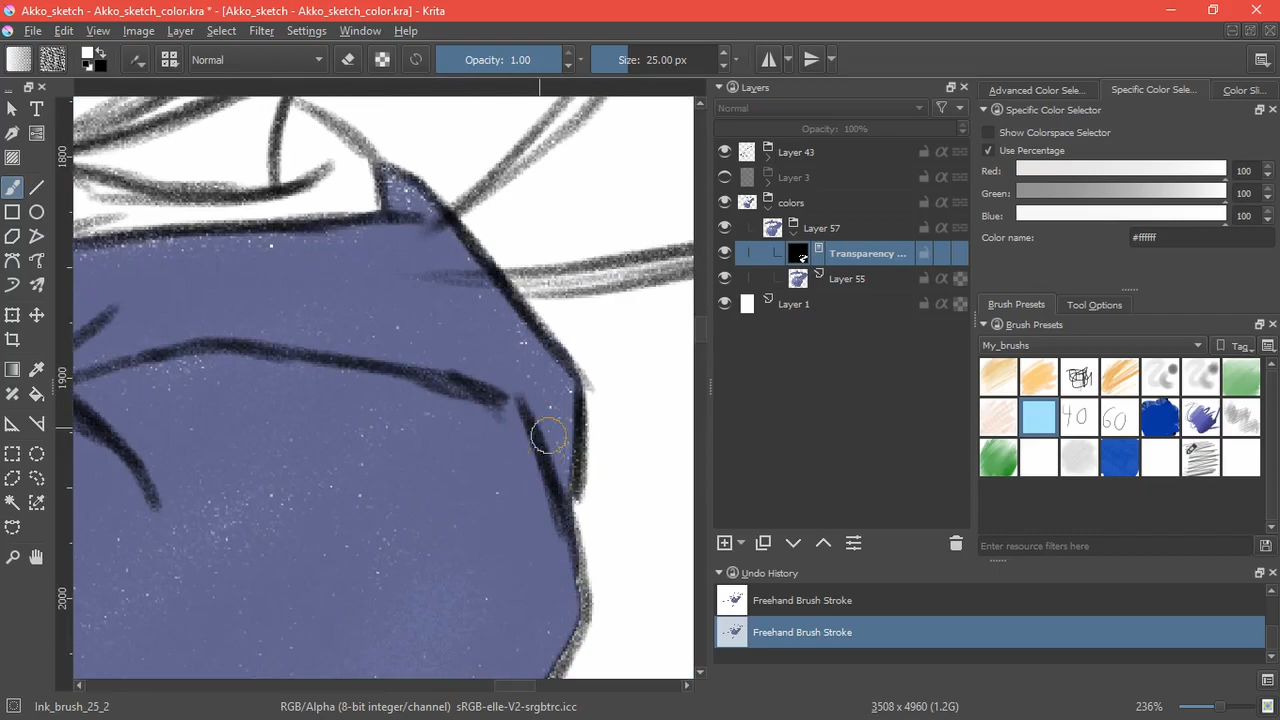 Akko_sketch - Akko_sketch_color.kra * - [Akko_sketch - Akko_sketch_color.kra] - Krita
File Edit View Image Layer Select Filter Settings Window Help
Normal Opacity: 1.00 Size: 25.00 px
Layers
Normal
Opacity: 100%
Layer 43
Layer 3
colors
Layer 57
Transparency ...
Layer 55
Layer 1
Undo History
Freehand Brush Stroke
Freehand Brush Stroke
Advanced Color Sele... Specific Color Sele... Color Sli...
Specific Color Selector
Show Colorspace Selector
Use Percentage
Red: 100
Green: 100
Blue: 100
Color name: #ffffff
Brush Presets Tool Options
Brush Presets
My_brushs Tag
40 60
Enter resource filters here
1800
1900
2000
Ink_brush_25_2 RGB/Alpha (8-bit integer/channel) sRGB-elle-V2-srgbtrc.icc 3508 x 4960 (1.2G) 236%